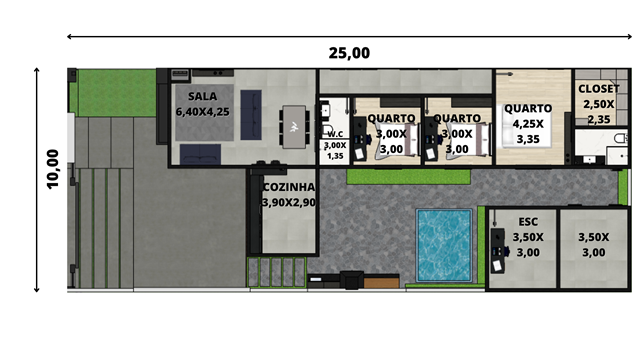 25,00
10,00
SALA
6,40X4,25
W.C
3,00X
1,35
QUARTO
3,00X
3,00
QUARTO
3,00X
3,00
QUARTO
4,25X
3,35
CLOSET
2,50X
2,35
COZINHA
3,90X2,90
ESC
3,50X
3,00
3,50X
3,00